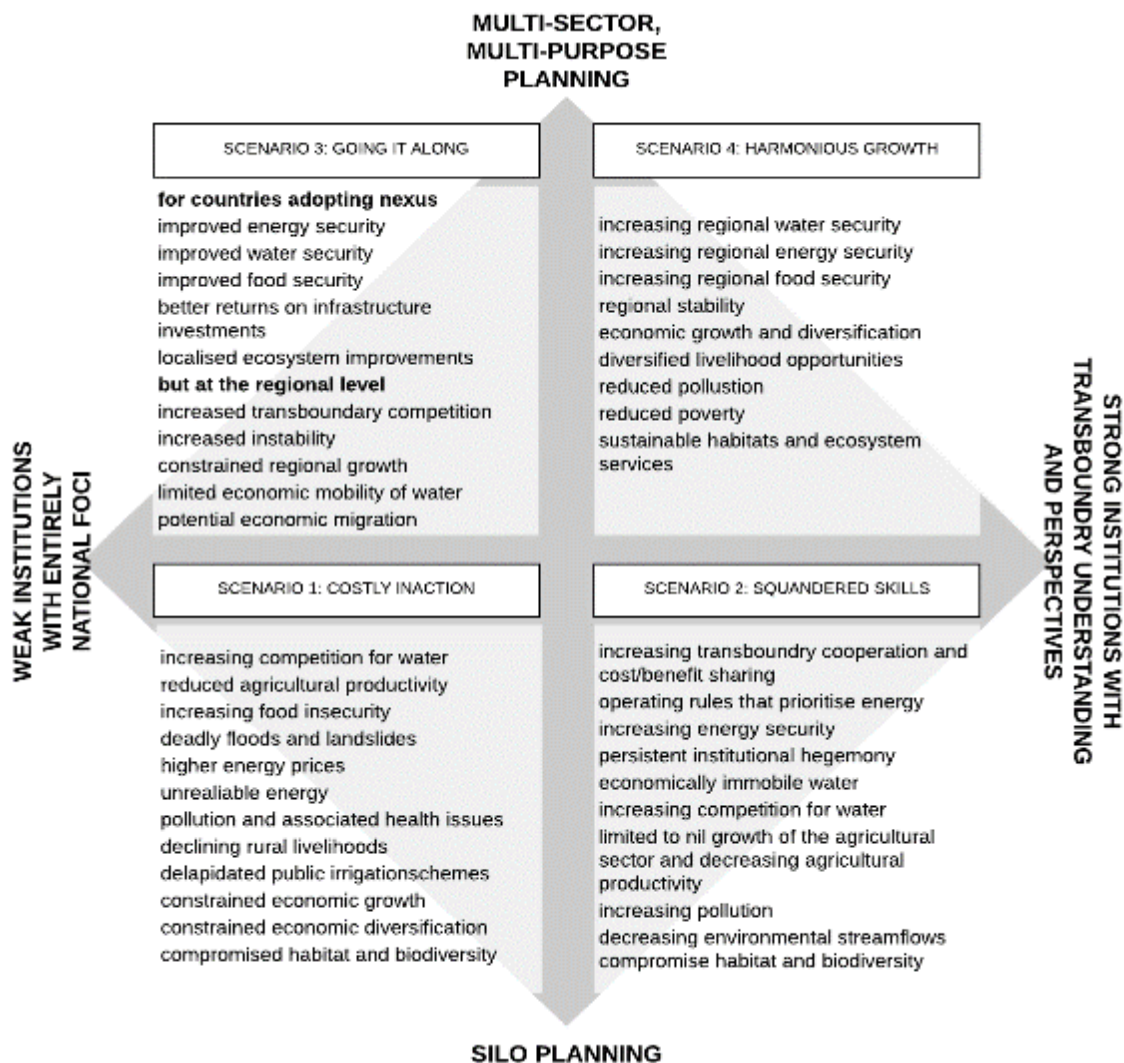 MULTI-SECTOR,
MULTI-PURPOSE
PLANNING
SCENARIO 3: GOING IT ALONG
for countries adopting nexus
improved energy security
improved water security
improved food security
better returns on infrastructure
investments
localised ecosystem improvements
but at the regional level
increased transboundary competition
increased instability
constrained regional growth
limited economic mobility of water
potential economic migration
SCENARIO 4: HARMONIOUS GROWTH
increasing regional water security
increasing regional energy security
increasing regional food security
regional stability
economic growth and diversification
diversified livelihood opportunities
reduced pollustion
reduced poverty
sustainable habitats and ecosystem
services
WEAK INSTITUTIONS
WITH ENTIRELY
NATIONAL FOCI
STRONG INSTITUTIONS WITH
TRANSBOUNDRY UNDERSTANDING
AND PERSPECTIVES
SCENARIO 1: COSTLY INACTION
increasing competition for water
reduced agricultural productivity
increasing food insecurity
deadly floods and landslides
higher energy prices
unrealiable energy
pollution and associated health issues
declining rural livelihoods
delapidated public irrigationschemes
constrained economic growth
constrained economic diversification
compromised habitat and biodiversity
SCENARIO 2: SQUANDERED SKILLS
increasing transboundry cooperation and
cost/benefit sharing
operating rules that prioritise energy
increasing energy security
persistent institutional hegemony
economically immobile water
increasing competition for water
limited to nil growth of the agricultural
sector and decreasing agricultural
productivity
increasing pollution
decreasing environmental streamflows
compromise habitat and biodiversity
SILO PLANNING